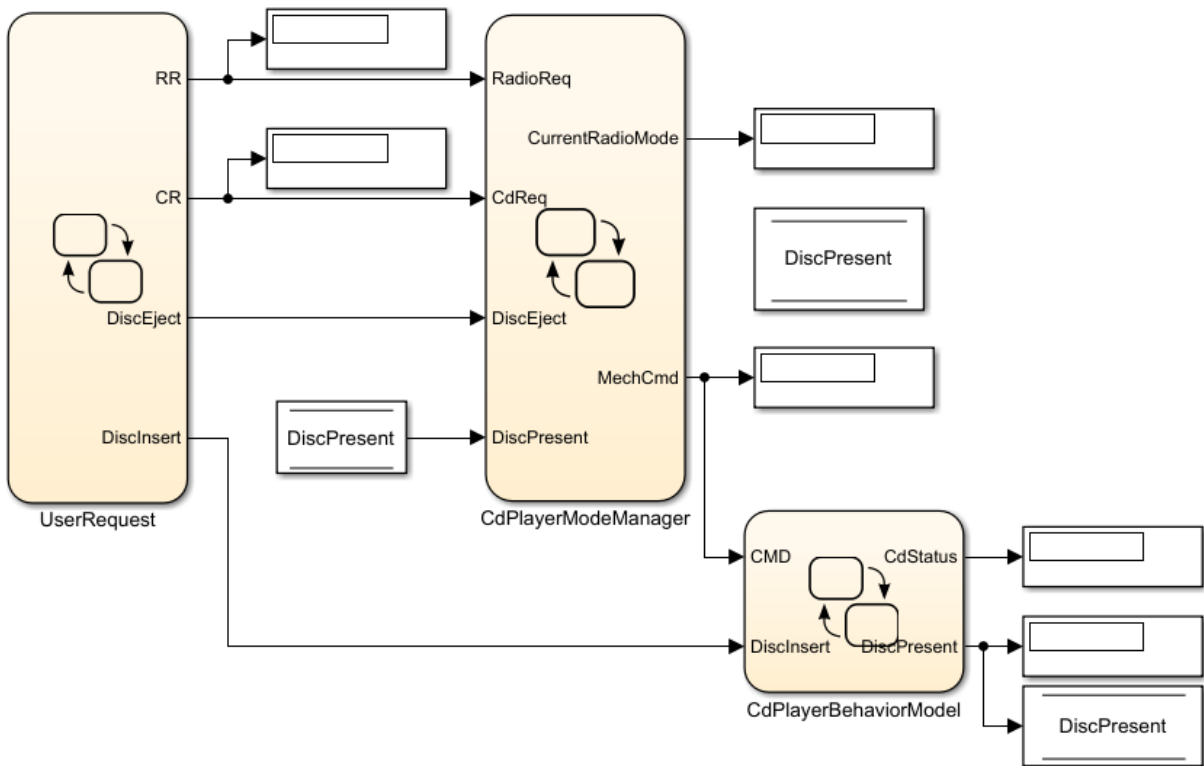 RR
CR
DiscEject
DiscInsert
UserRequest
DiscPresent
RadioReq
CdReq
DiscEject
DiscPresent
CurrentRadioMode
MechCmd
CdPlayerModeManager
DiscPresent
CMD
DiscInsert
CdStatus
DiscPresent
CdPlayerBehaviorModel
DiscPresent